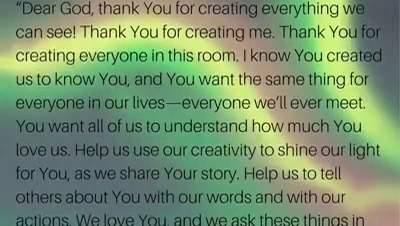 “Dear God, thank You for creating everything we
can see! Thank You for creating me. Thank You for
creating everyone in this room. I know You created
us to know You, and You want the same thing for
everyone in our lives—everyone we’ll ever meet.
You want all of us to understand how much You
love us. Help us use our creativity to shine our light
for You, as we share Your story. Help us to tell
others about You with our words and with our
actions. We love You, and we ask these things in